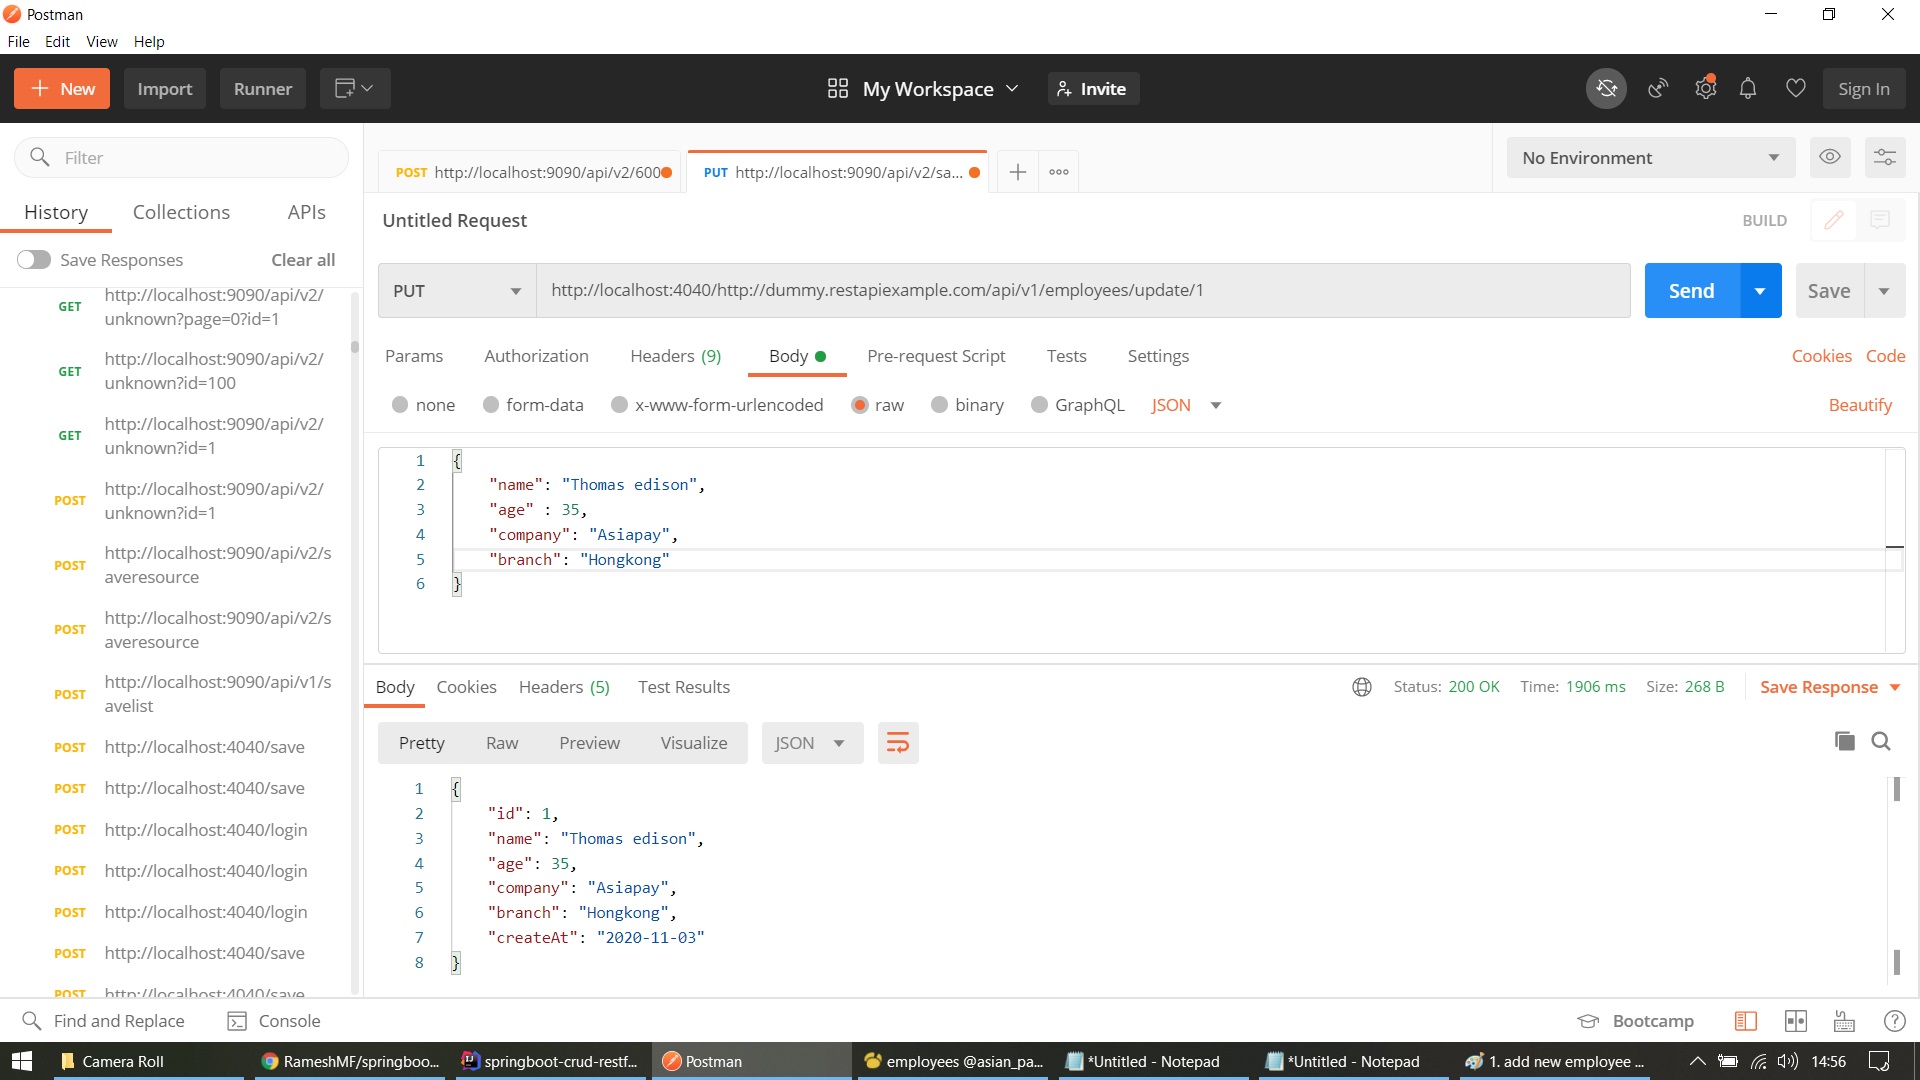 Postman
File Edit View Help
New Import Runner My Workspace Invite Sign In
Filter
History Collections APIs
Save Responses Clear all
GET http://localhost:9090/api/v2/
unknown?page=0?id=1
GET http://localhost:9090/api/v2/
unknown?id=100
GET http://localhost:9090/api/v2/
unknown?id=1
POST http://localhost:9090/api/v2/
unknown?id=1
POST http://localhost:9090/api/v2/s
averesource
POST http://localhost:9090/api/v2/s
averesource
POST http://localhost:9090/api/v1/s
avelist
POST http://localhost:4040/save
POST http://localhost:4040/save
POST http://localhost:4040/login
POST http://localhost:4040/login
POST http://localhost:4040/login
POST http://localhost:4040/save
POST http://localhost:4040/save
POST http://localhost:9090/api/v2/600 PUT http://localhost:9090/api/v2/sa...
No Environment
Untitled Request BUILD
PUT http://localhost:4040/http://dummy.restapiexample.com/api/v1/employees/update/1 Send Save
Params Authorization Headers (9) Body Pre-request Script Tests Settings Cookies Code
none form-data x-www-form-urlencoded raw binary GraphQL JSON Beautify
1 {
2 "name": "Thomas edison",
3 "age" : 35,
4 "company": "Asiapay",
5 "branch": "Hongkong"
6 }
Body Cookies Headers (5) Test Results Status: 200 OK Time: 1906 ms Size: 268 B Save Response
Pretty Raw Preview Visualize JSON
1 {
2 "id": 1,
3 "name": "Thomas edison",
4 "age": 35,
5 "company": "Asiapay",
6 "branch": "Hongkong",
7 "createAt": "2020-11-03"
8 }
Find and Replace Console Bootcamp
Camera Roll RameshMF/springboo... springboot-crud-restf... Postman employees @asian_pa... *Untitled - Notepad *Untitled - Notepad 1. add new employee ... 14:56